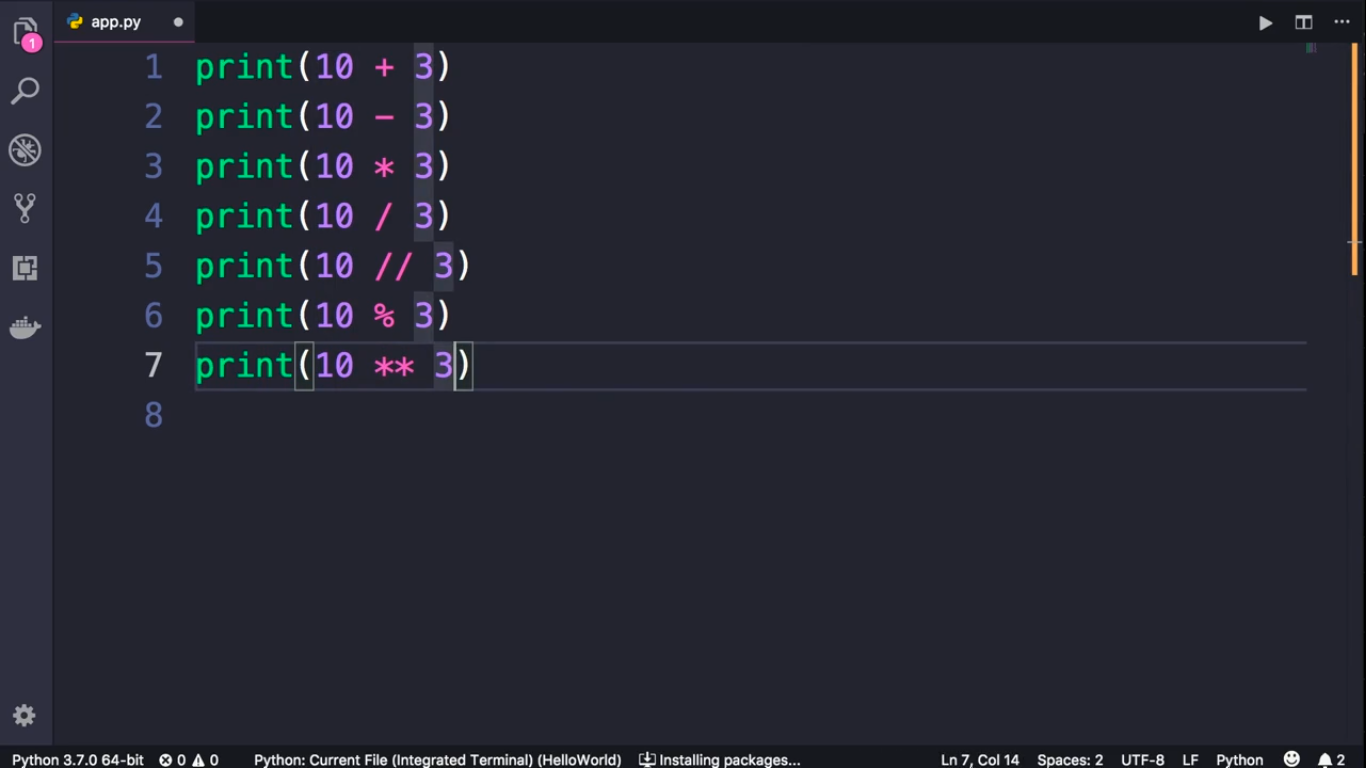 app.py
1
1 print(10 + 3)
2 print(10 - 3)
3 print(10 * 3)
4 print(10 / 3)
5 print(10 // 3)
6 print(10 % 3)
7 print(10 ** 3)
8
Python 3.7.0 64-bit 0 0 Python: Current File (Integrated Terminal) (HelloWorld) Installing packages... Ln 7, Col 14 Spaces: 2 UTF-8 LF Python 2